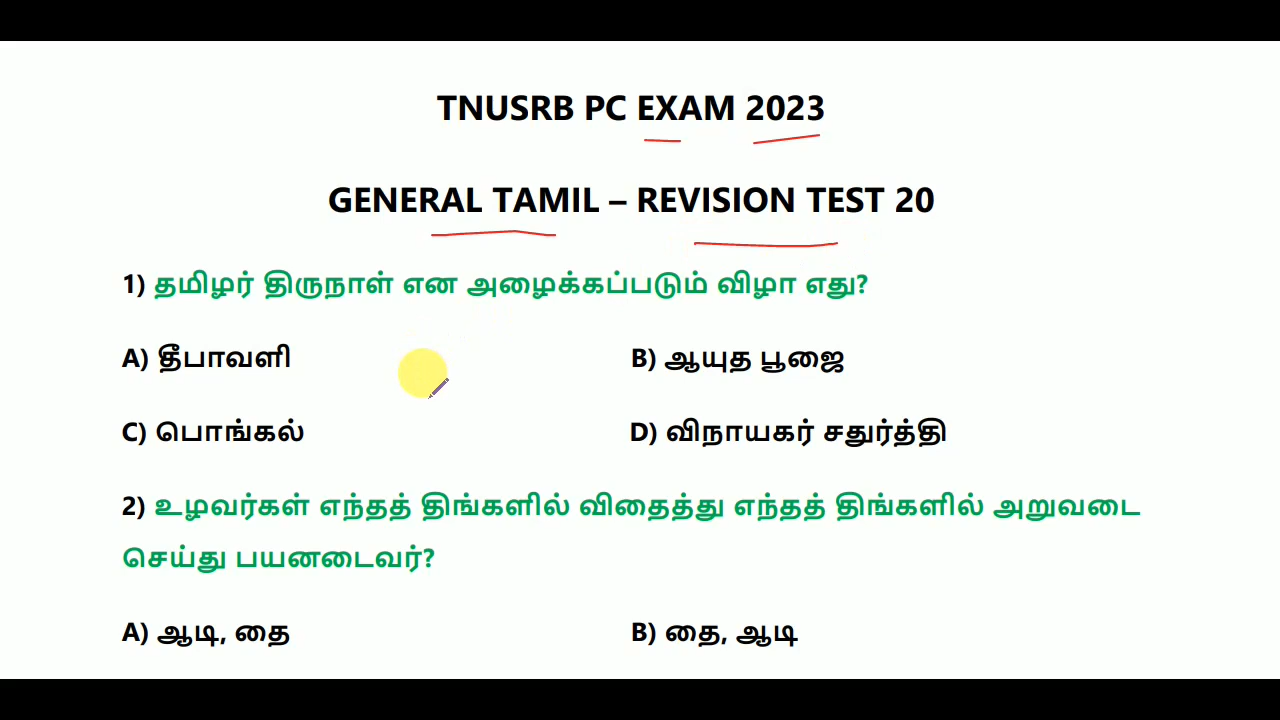 TNUSRB PC EXAM 2023
GENERAL TAMIL – REVISION TEST 20
1) தமிழர் திருநாள் என அழைக்கப்படும் விழா எது?
A) தீபாவளி B) ஆயுத பூஜை
C) பொங்கல் D) விநாயகர் சதுர்த்தி
2) உழவர்கள் எந்தத் திங்களில் விதைத்து எந்தத் திங்களில் அறுவடை
செய்து பயனடைவர்?
A) ஆடி, தை B) தை, ஆடி